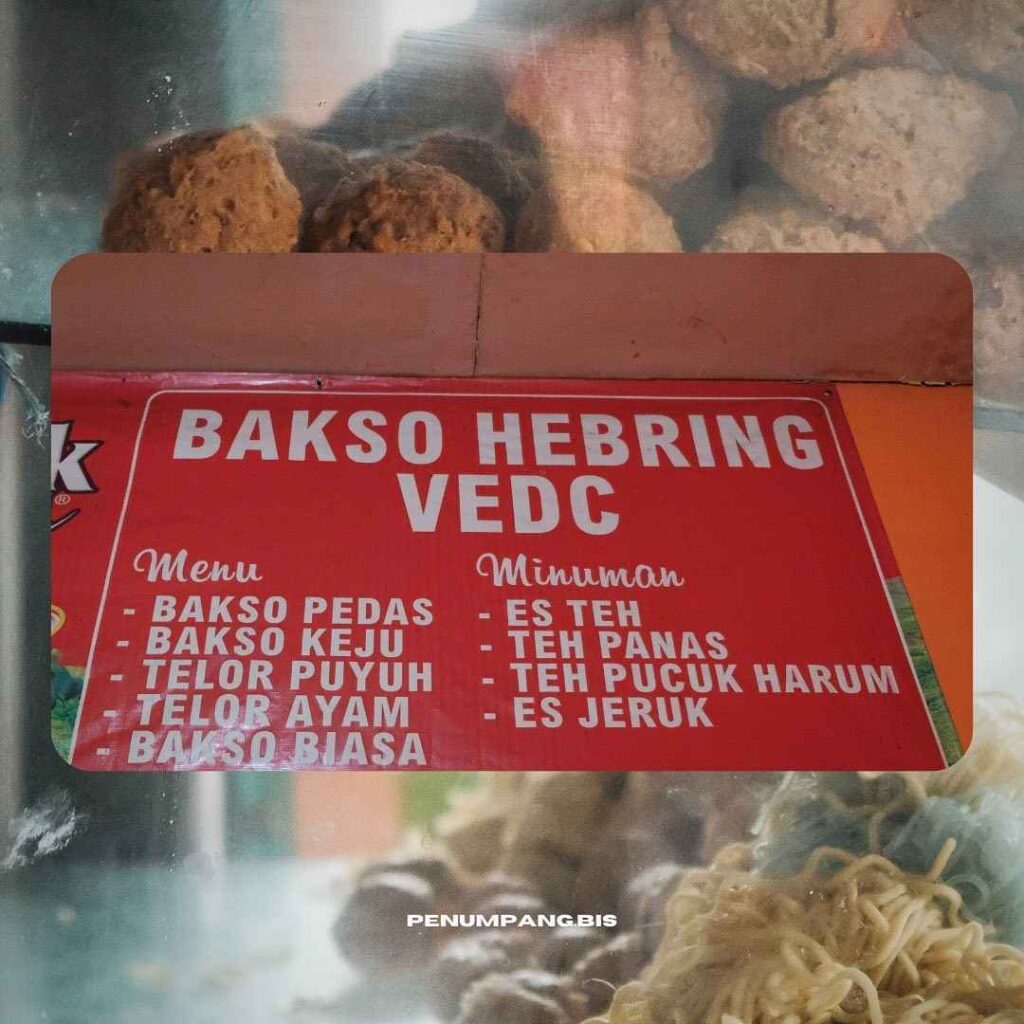 BAKSO HEBRING
VEDC
k
®
Menu
- BAKSO PEDAS
- BAKSO KEJU
- TELOR PUYUH
- TELOR AYAM
- BAKSO BIASA
Minuman
- ES TEH
- TEH PANAS
- TEH PUCUK HARUM
- ES JERUK
PENUMPANG.BIS